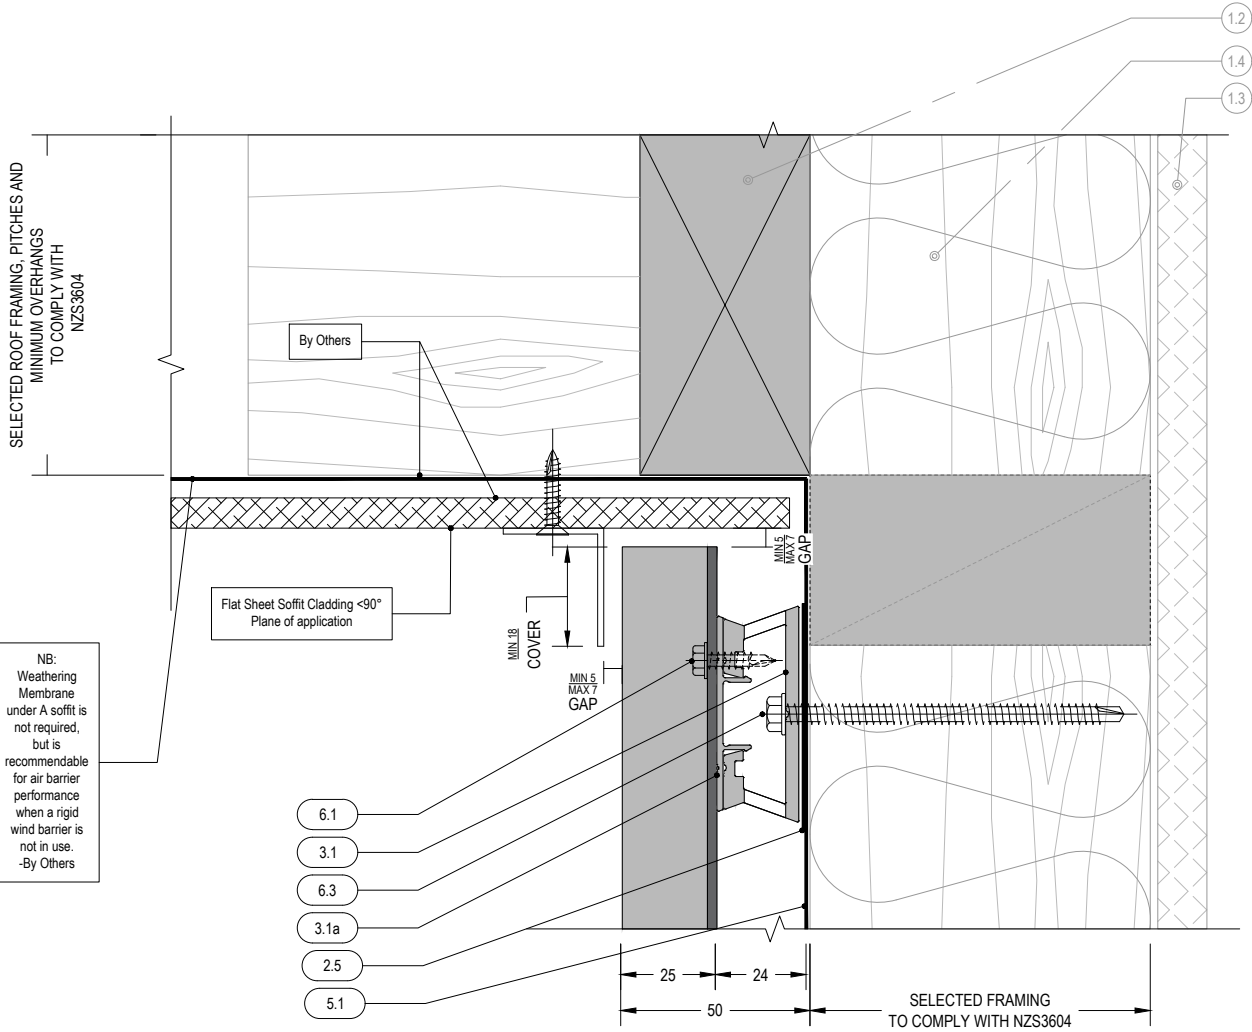 1.2
1.4
1.3
SELECTED ROOF FRAMING, PITCHES AND
MINIMUM OVERHANGS
TO COMPLY WITH
NZS3604
By Others
Flat Sheet Soffit Cladding <90°
Plane of application
MIN 5
MAX 7
GAP
MIN 18
COVER
MIN 5
MAX 7
GAP
NB:
Weathering
Membrane
under A soffit is
not required,
but is
recommendable
for air barrier
performance
when a rigid
wind barrier is
not in use.
-By Others
6.1
3.1
6.3
3.1a
2.5
5.1
25
24
50
SELECTED FRAMING
TO COMPLY WITH NZS3604